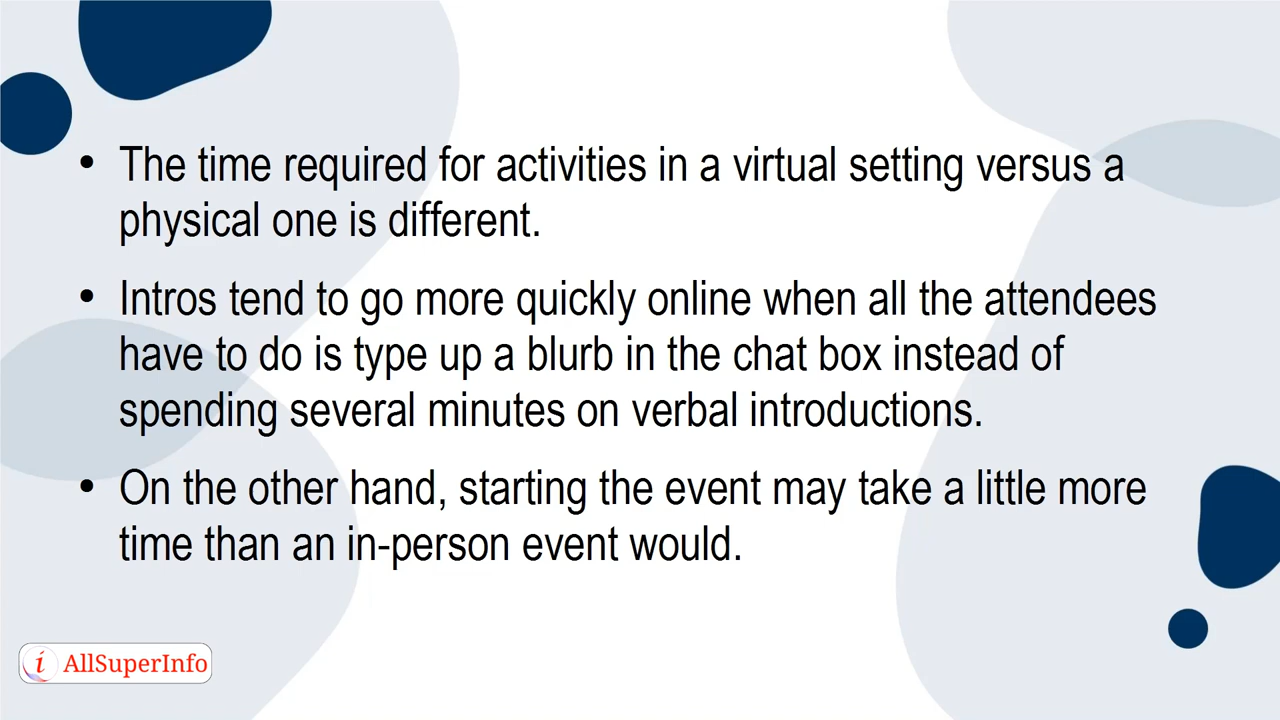 • The time required for activities in a virtual setting versus a
physical one is different.
• Intros tend to go more quickly online when all the attendees
have to do is type up a blurb in the chat box instead of
spending several minutes on verbal introductions.
• On the other hand, starting the event may take a little more
time than an in-person event would.
i AllSuperInfo